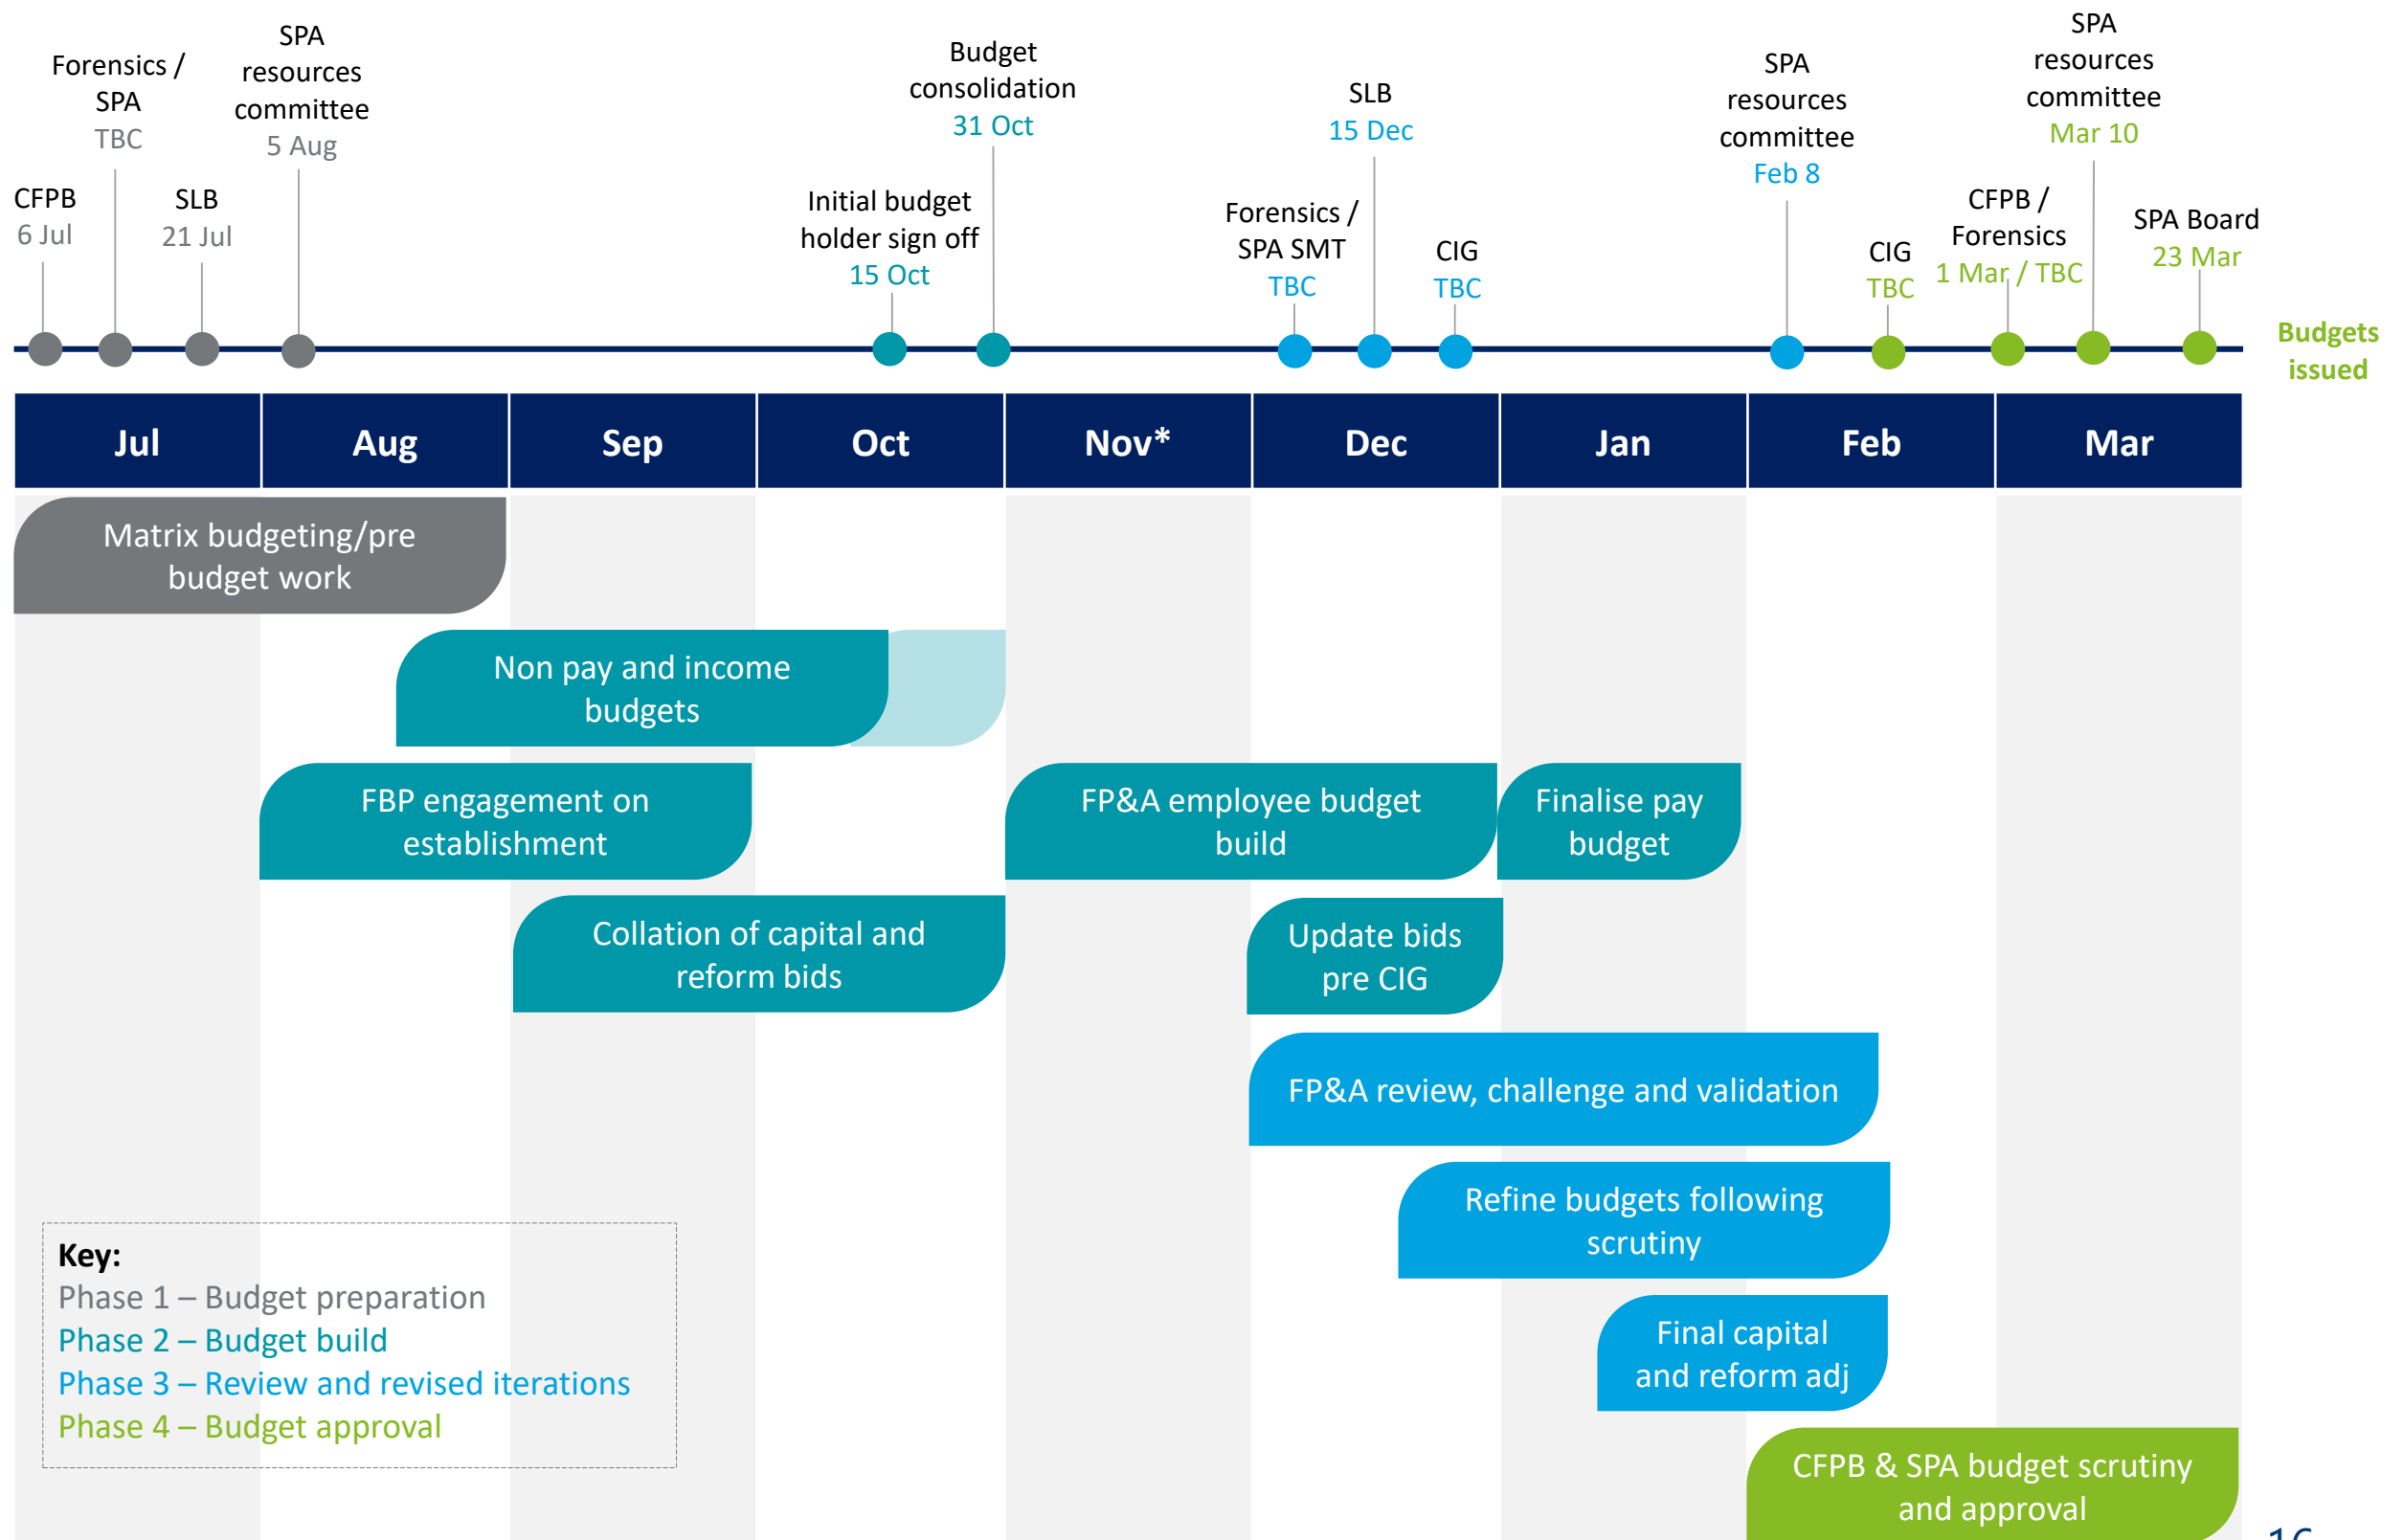 CFPB
6 Jul
Forensics /
SPA
TBC
SLB
21 Jul
SPA
resources
committee
5 Aug
Initial budget
holder sign off
15 Oct
Budget
consolidation
31 Oct
Forensics /
SPA SMT
TBC
SLB
15 Dec
CIG
TBC
SPA
resources
committee
Feb 8
CIG
TBC
CFPB /
Forensics
1 Mar / TBC
SPA
resources
committee
Mar 10
SPA Board
23 Mar
Budgets
issued
Jul
Aug
Sep
Oct
Nov*
Dec
Jan
Feb
Mar
Matrix budgeting/pre
budget work
Non pay and income
budgets
FBP engagement on
establishment
FP&A employee budget
build
Finalise pay
budget
Collation of capital and
reform bids
Update bids
pre CIG
FP&A review, challenge and validation
Refine budgets following
scrutiny
Final capital
and reform adj
CFPB & SPA budget scrutiny
and approval
Key:
Phase 1 – Budget preparation
Phase 2 – Budget build
Phase 3 – Review and revised iterations
Phase 4 – Budget approval